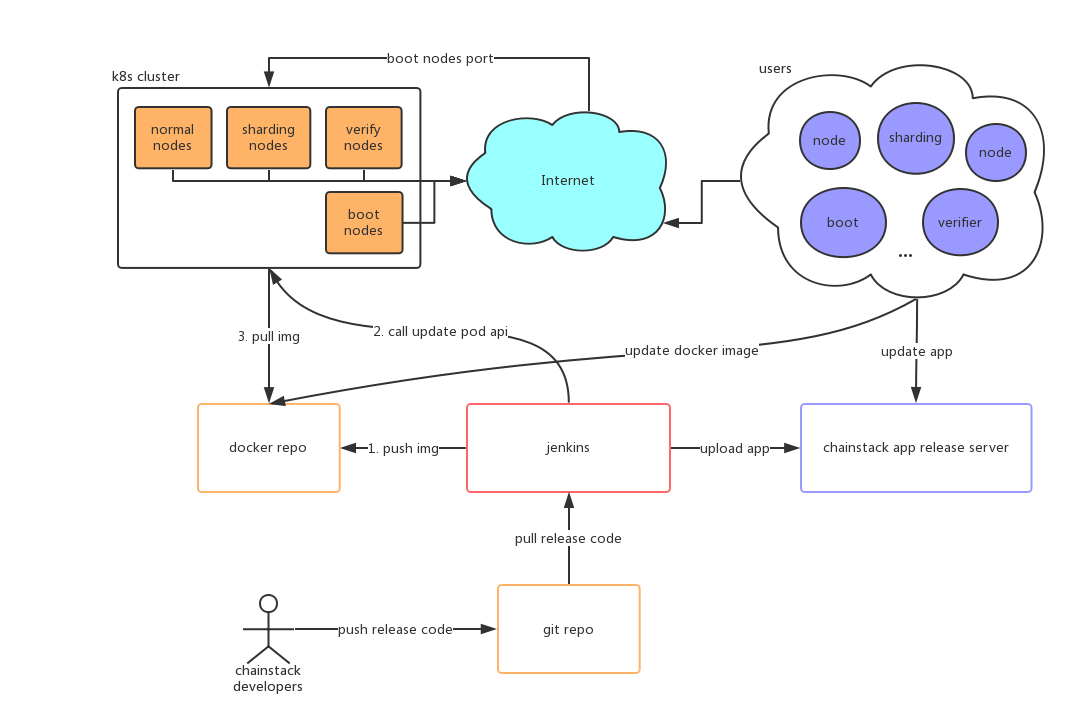 boot nodes port
users
k8s cluster
normal
nodes
sharding
nodes
verify
nodes
boot
nodes
Internet
node
sharding
node
boot
verifier
...
3. pull img
2. call update pod api
update docker image
update app
docker repo
1. push img
jenkins
upload app
chainstack app release server
pull release code
push release code
git repo
chainstack
developers